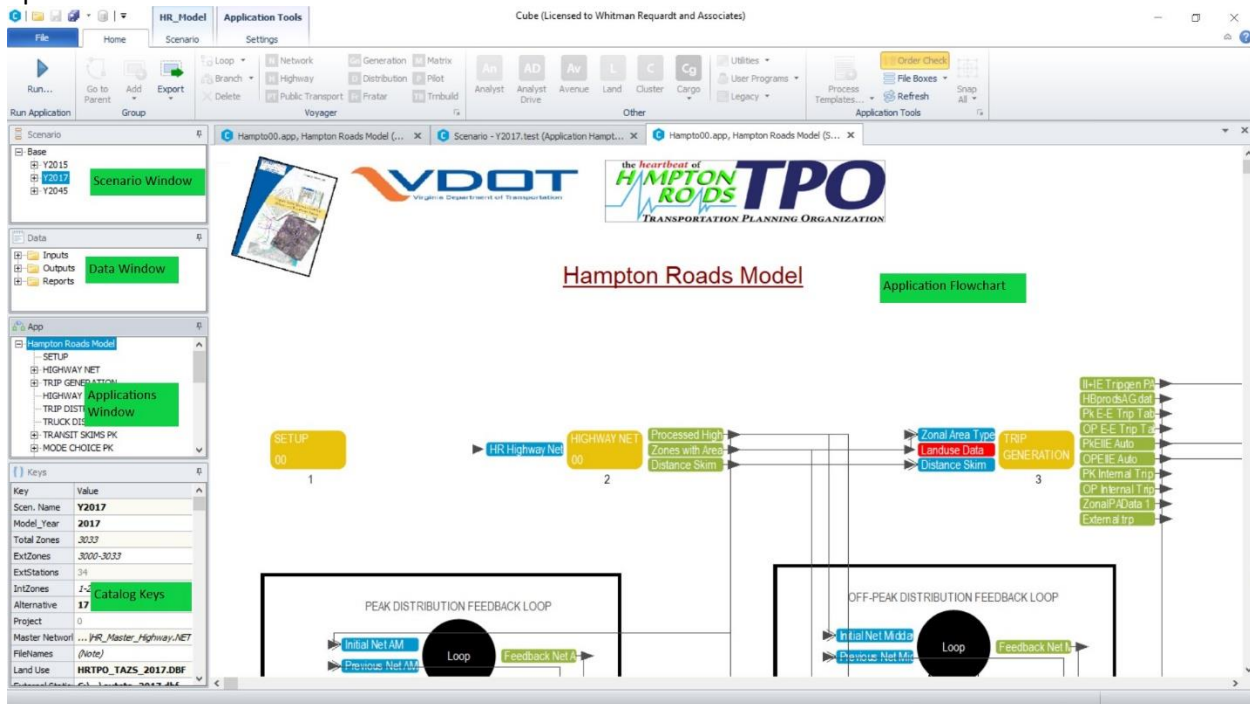 HR_Model
Application Tools
Cube (Licensed to Whitman Requardt and Associates)
File
Home
Scenario
Settings
Run...
Go to Parent
Add
Export
Loop
Branch
Delete
Network
Highway
Public Transport
Generation
Distribution
Fratar
Matrix
Pilot
Trnbuild
Analyst
Analyst Drive
Avenue
Land
Cluster
Cargo
Utilities
User Programs
Legacy
Process Templates...
Order Check
File Boxes
Refresh
Snap All
Run Application
Group
Voyager
Other
Application Tools
Scenario
Base
Y2015
Y2017
Y2045
Scenario Window
Data
Inputs
Outputs
Reports
Data Window
App
Hampton Roads Model
SETUP
HIGHWAY NET
TRIP GENERATION
HIGHWAY
TRIP DIST
TRUCK DIS
TRANSIT SKIMS PK
MODE CHOICE PK
Applications Window
Keys
Key Value
Scen. Name Y2017
Model_Year 2017
Total Zones 3033
ExtZones 3000-3033
ExtStations 34
IntZones
Alternative 17
Project 0
Master Networl ... \HR_Master_Highway.NET
FileNames (Note)
Land Use HRTPO_TAZS_2017.DBF
Catalog Keys
Hampto00.app, Hampton Roads Model (...
Scenario - Y2017.test (Application Hampt...
Hampto00.app, Hampton Roads Model (S...
VDOT
Virginia Department of Transportation
the heartbeat of
HAMPTON ROADS TPO
TRANSPORTATION PLANNING ORGANIZATION
Hampton Roads Model
Application Flowchart
SETUP
00
1
HR Highway Net
HIGHWAY NET
00
Processed High
Zones with Area
Distance Skim
2
Zonal Area Type
Landuse Data
Distance Skim
TRIP GENERATION
3
II+IE Tripgen PA
HBprodsAG dat
Pk E-E Trip Tab
OP E-E Trip Ta
PkEIIE Auto
OPEIIE Auto
PK Internal Trip
OP Internal Trip
ZonalPAData 1
External trp
PEAK DISTRIBUTION FEEDBACK LOOP
Initial Net AM
Previous Net AM
Loop
Feedback Net A
OFF-PEAK DISTRIBUTION FEEDBACK LOOP
Initial Net Midda
Previous Net Mid
Loop
Feedback Net M